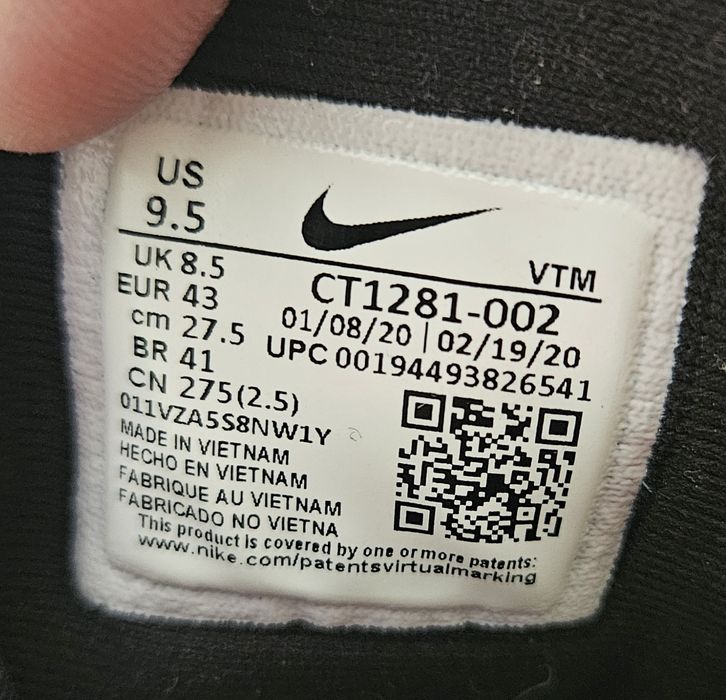 US
9.5
VTM
UK 8.5
EUR 43
cm 27.5
BR 41
CN 275(2.5)
CT1281-002
01/08/20 | 02/19/20
UPC 00194493826541
011VZA5S8NW1Y
MADE IN VIETNAM
HECHO EN VIETNAM
FABRIQUE AU VIETNAM
FABRICADO NO VIETNA
This product is covered by one or more patents:
www.nike.com/patentsvirtualmarking